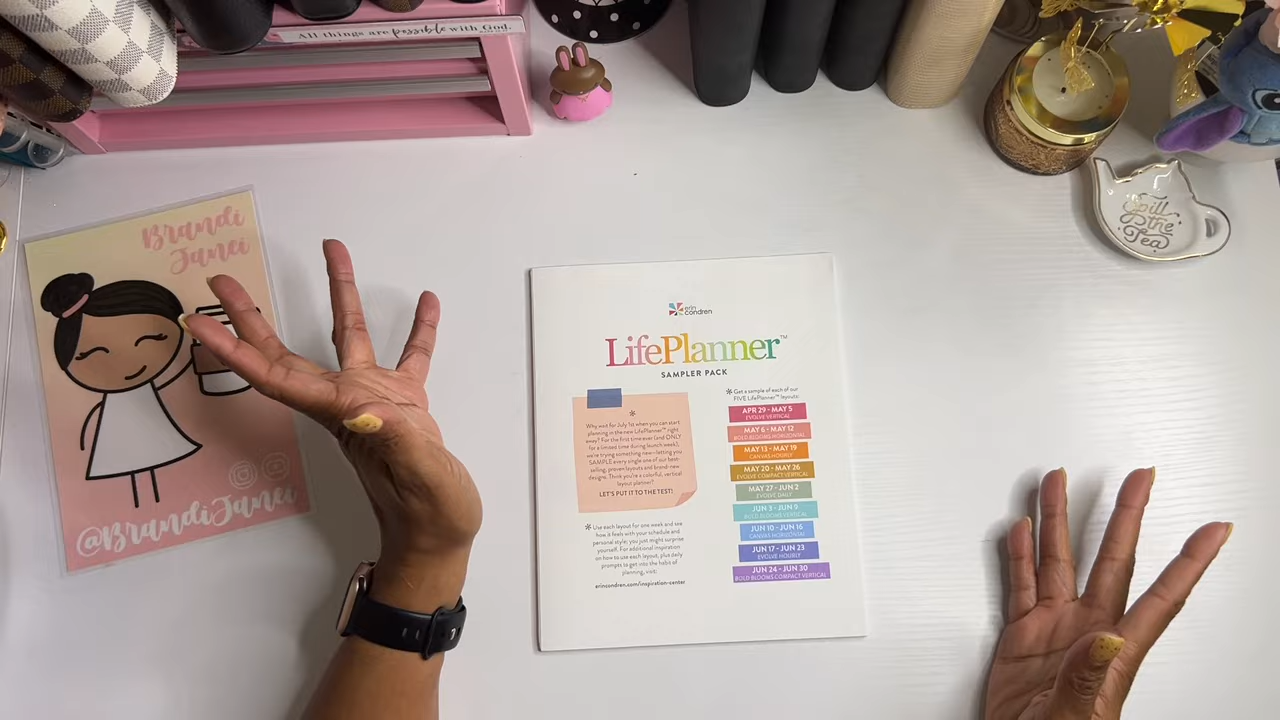 All things are possible with God.
Brandi
Janei
@BrandiJanei
Spill
the
Tea
erin
condren
LifePlanner™
SAMPLER PACK
*
Why wait for July 1st when you can start
planning in the new LifePlanner™ right
away? For the first time ever (and ONLY
for a limited time during launch week),
we're trying something new—letting you
SAMPLE every single one of our best-
selling, proven layouts and brand-new
designs. Think you're a colorful, vertical
layout planner?
LET'S PUT IT TO THE TEST!
* Use each layout for one week and see
how it feels with your schedule and
personal style; you just might surprise
yourself. For additional inspiration
on how to use each layout, plus daily
prompts to get into the habit of
planning, visit:
erincondren.com/inspiration-center
* Get a sample of each of our
FIVE LifePlanner™ layouts:
APR 29 - MAY 5
EVOLVE VERTICAL
MAY 6 - MAY 12
BOLD BLOOMS HORIZONTAL
MAY 13 - MAY 19
CANVAS HOURLY
MAY 20 - MAY 26
EVOLVE COMPACT VERTICAL
MAY 27 - JUN 2
EVOLVE DAILY
JUN 3 - JUN 9
BOLD BLOOMS VERTICAL
JUN 10 - JUN 16
CANVAS HORIZONTAL
JUN 17 - JUN 23
EVOLVE HOURLY
JUN 24 - JUN 30
BOLD BLOOMS COMPACT VERTICAL